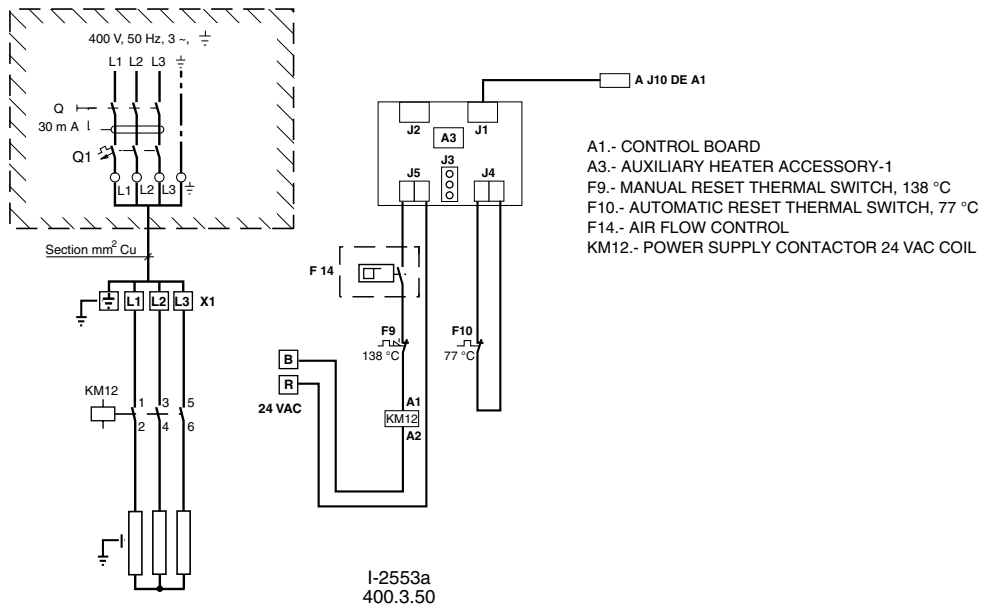 400 V, 50 Hz, 3 ~,
L1 L2 L3
Q
30 m A
Q1
L1 L2 L3
Section mm2 Cu
L1 L2 L3 X1
KM12
1 3 5
2 4 6
A J10 DE A1
J2 J1
A3
J3
J5 J4
F 14
F9
138 °C
F10
77 °C
B
R
24 VAC
A1
KM12
A2
A1.- CONTROL BOARD
A3.- AUXILIARY HEATER ACCESSORY-1
F9.- MANUAL RESET THERMAL SWITCH, 138 °C
F10.- AUTOMATIC RESET THERMAL SWITCH, 77 °C
F14.- AIR FLOW CONTROL
KM12.- POWER SUPPLY CONTACTOR 24 VAC COIL
I-2553a
400.3.50